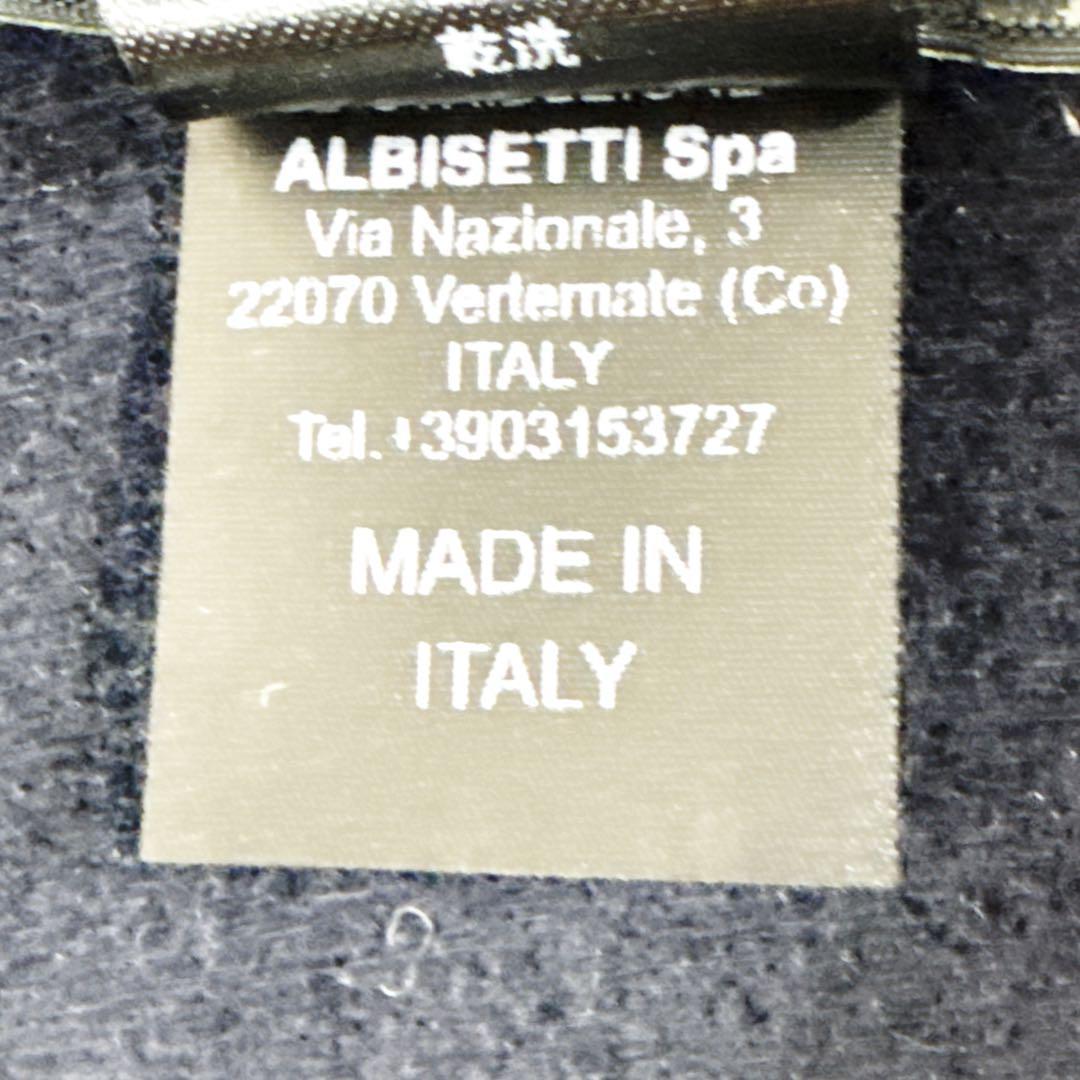 乾洗
ALBISETTI Spa
Via Nazionale, 3
22070 Vertemate (Co)
ITALY
Tel.+3903153727
MADE IN
ITALY